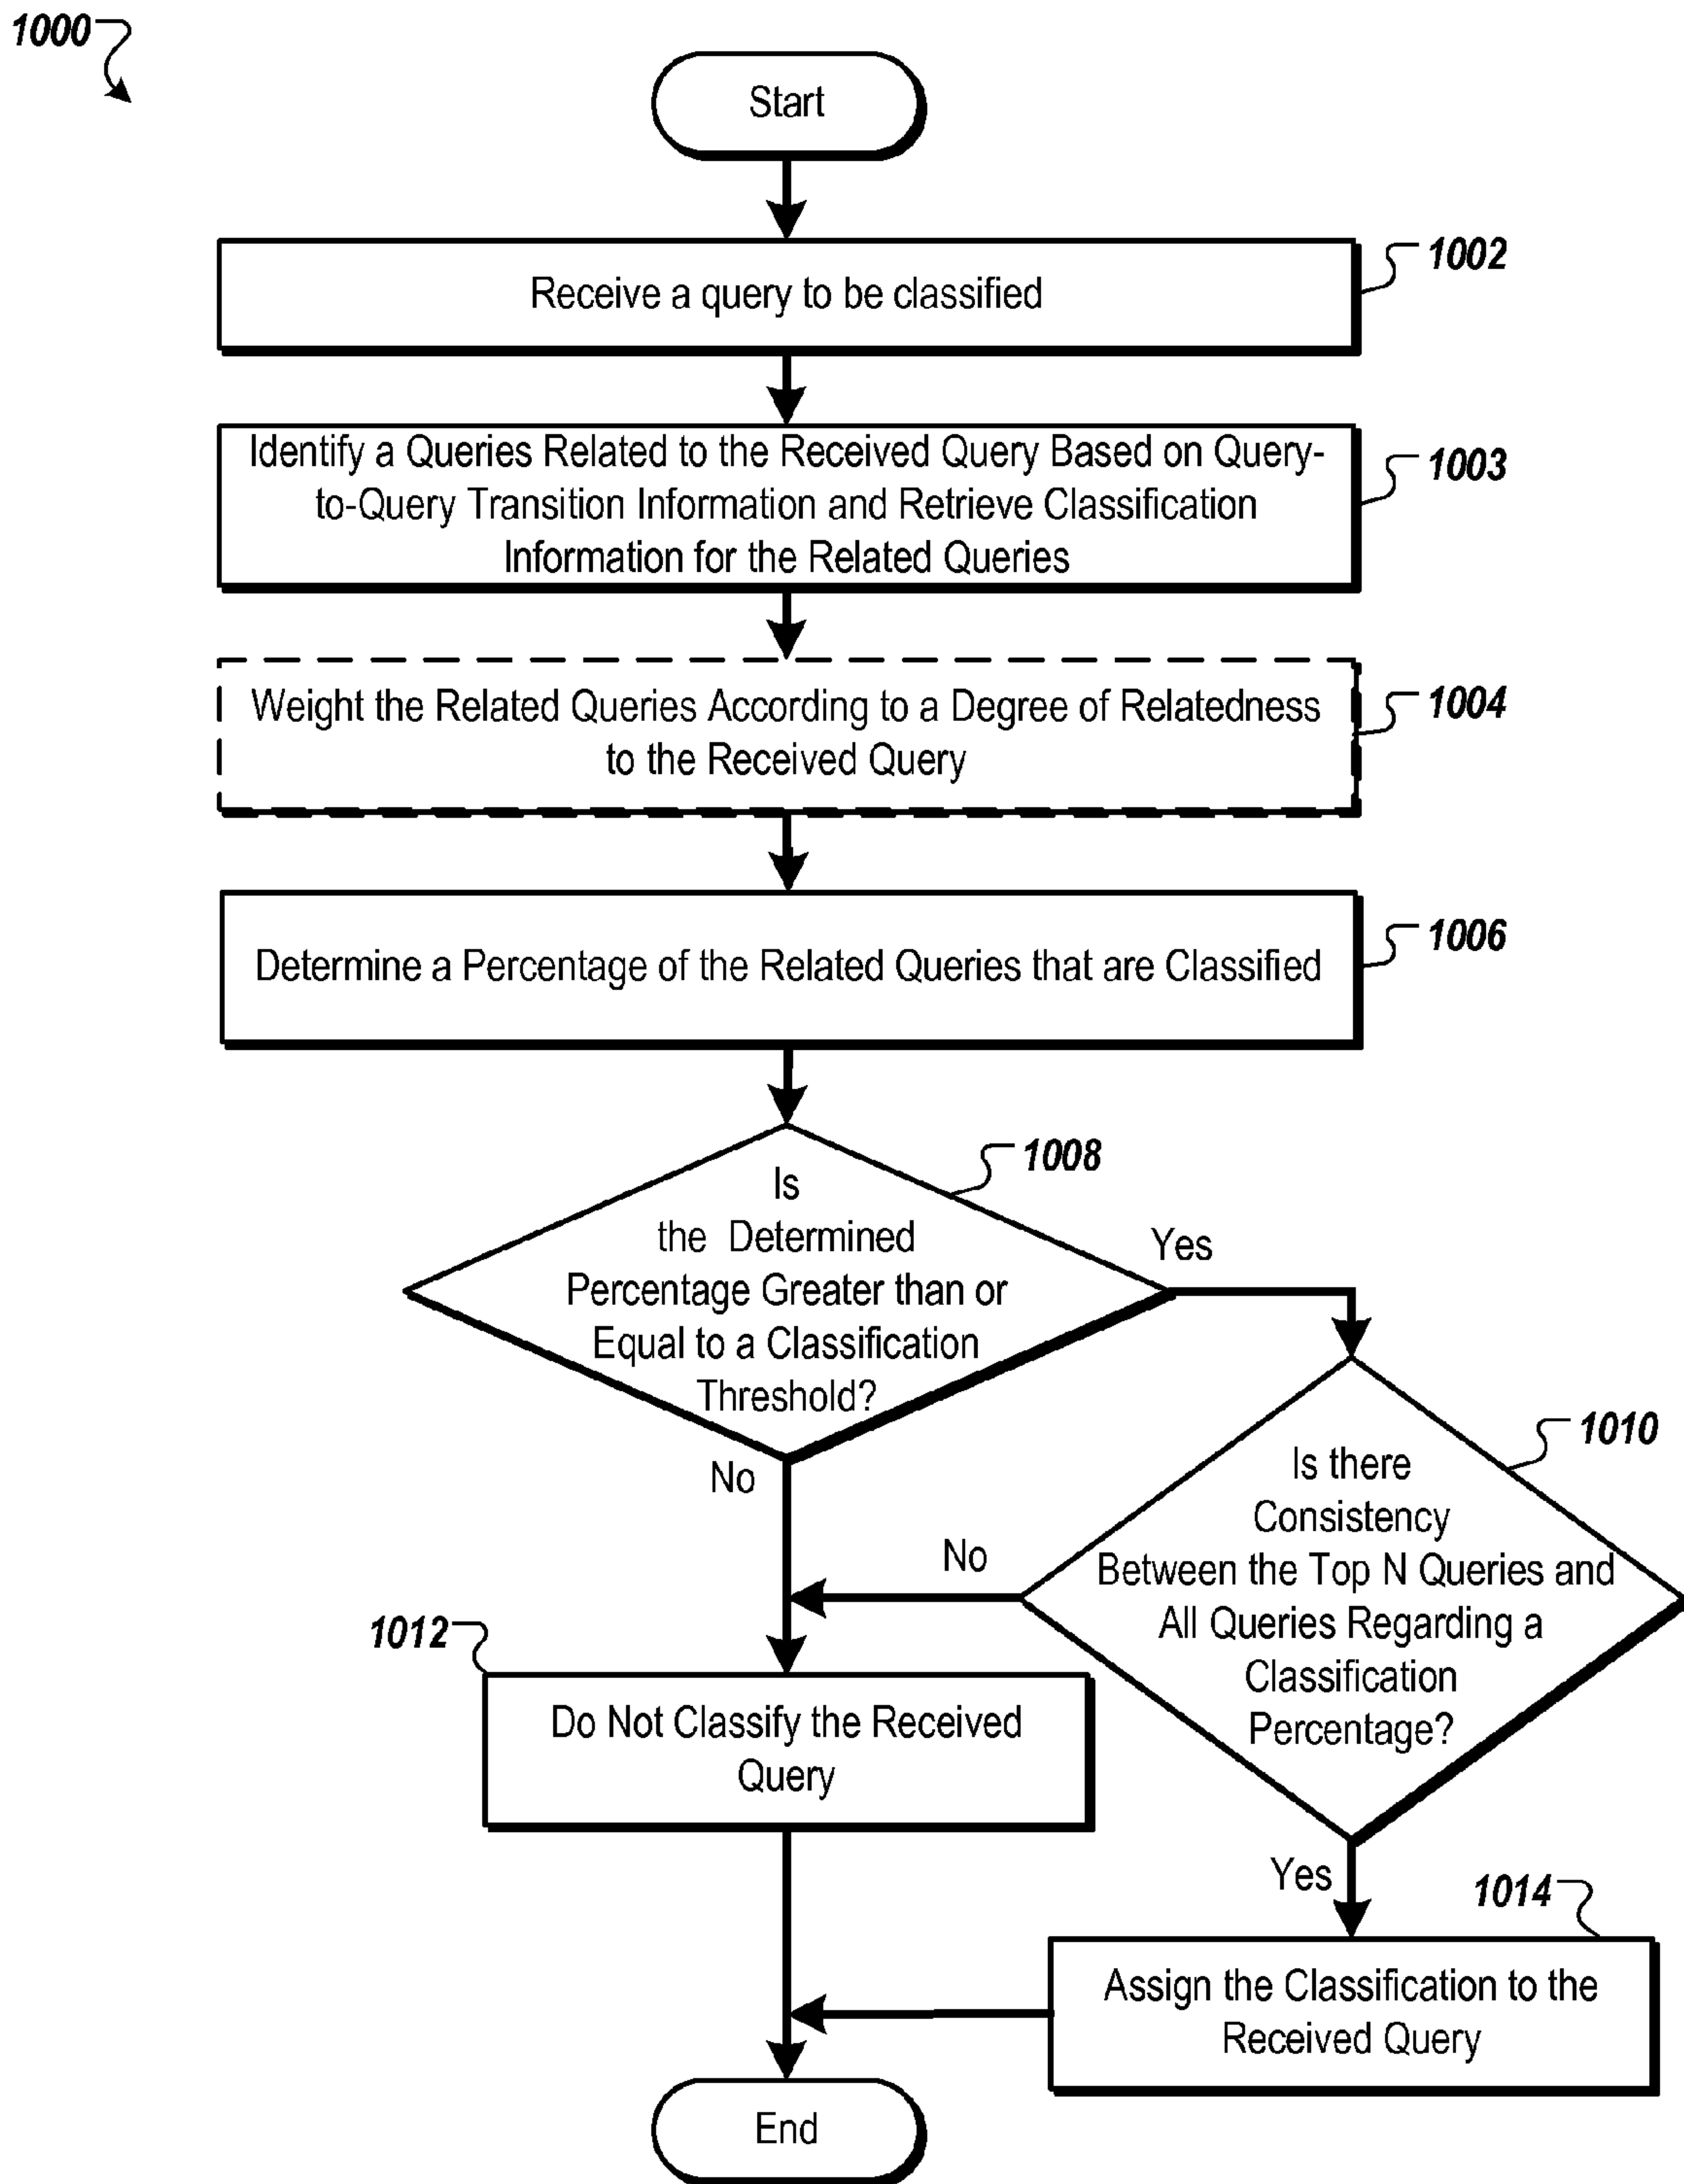 1000
Start
Receive a query to be classified
1002
Identify a Queries Related to the Received Query Based on Query-
to-Query Transition Information and Retrieve Classification
Information for the Related Queries
1003
Weight the Related Queries According to a Degree of Relatedness
to the Received Query
1004
Determine a Percentage of the Related Queries that are Classified
1006
Is
the Determined
Percentage Greater than or
Equal to a Classification
Threshold?
1008
Yes
No
Is there
Consistency
Between the Top N Queries and
All Queries Regarding a
Classification
Percentage?
1010
No
1012
Do Not Classify the Received
Query
Yes
1014
Assign the Classification to the
Received Query
End